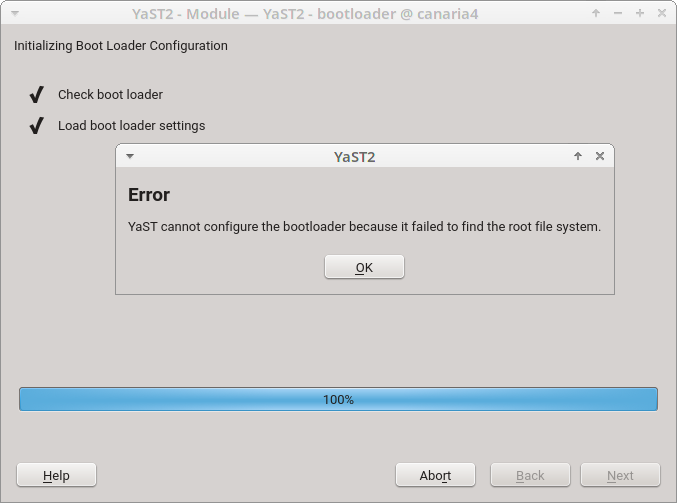 YaST2 - Module — YaST2 - bootloader @ canaria4
Initializing Boot Loader Configuration
Check boot loader
Load boot loader settings
YaST2
Error
YaST cannot configure the bootloader because it failed to find the root file system.
OK
100%
Help
Abort
Back
Next